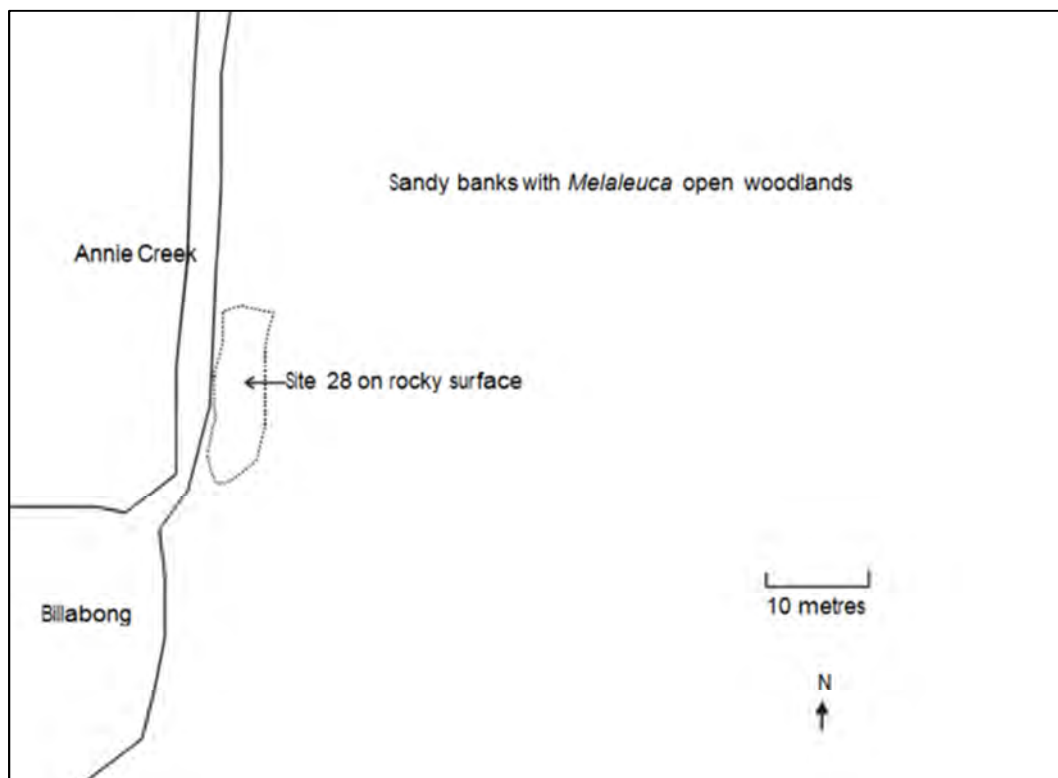 Sandy banks with Melaleuca open woodlands
Annie Creek
Site 28 on rocky surface
10 metres
Billabong
N